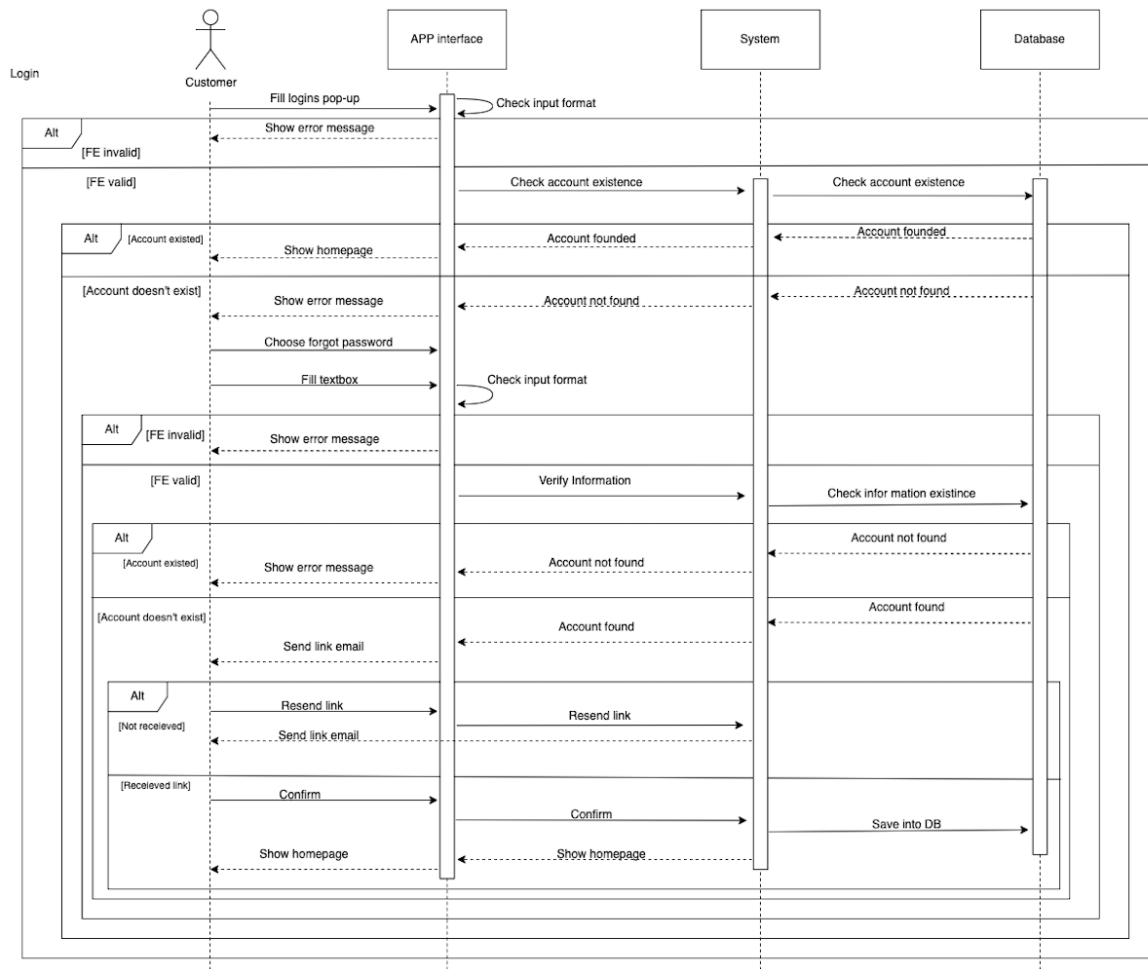 APP interface
System
Database
Login
Customer
Fill logins pop-up
Check input format
Alt
Show error message
[FE invalid]
[FE valid]
Check account existence
Check account existence
Alt
[Account existed]
Account founded
Account founded
Show homepage
[Account doesn't exist]
Account not found
Account not found
Show error message
Choose forgot password
Fill textbox
Check input format
Alt
[FE invalid]
Show error message
[FE valid]
Verify Information
Check infor mation existince
Alt
Account not found
[Account existed]
Account not found
Show error message
[Account doesn't exist]
Account found
Account found
Send link email
Alt
Resend link
Resend link
[Not receieved]
Send link email
[Receieved link]
Confirm
Confirm
Save into DB
Show homepage
Show homepage